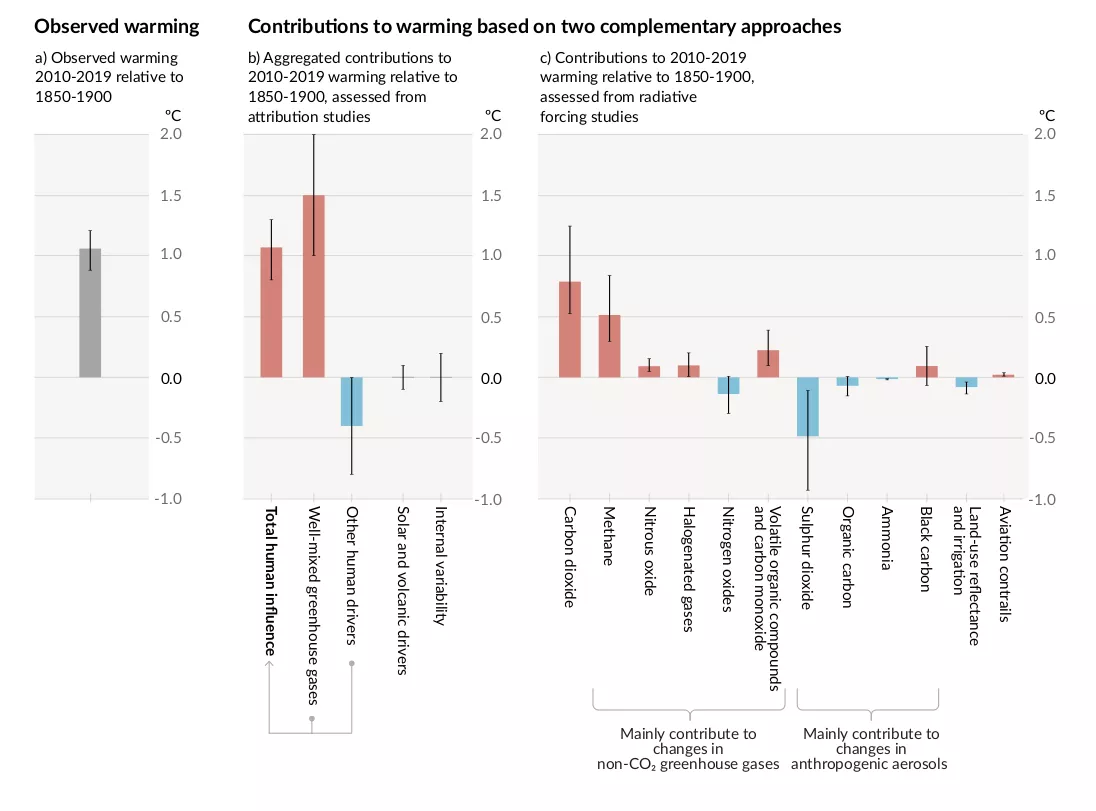 Observed warming
Contributions to warming based on two complementary approaches
a) Observed warming
2010-2019 relative to
1850-1900
b) Aggregated contributions to
2010-2019 warming relative to
1850-1900, assessed from
attribution studies
c) Contributions to 2010-2019
warming relative to 1850-1900,
assessed from radiative
forcing studies
ºC
2.0
1.5
1.0
0.5
0.0
-0.5
-1.0
ºC
2.0
1.5
1.0
0.5
0.0
-0.5
-1.0
ºC
2.0
1.5
1.0
0.5
0.0
-0.5
-1.0
Total human influence
Well-mixed greenhouse gases
Other human drivers
Solar and volcanic drivers
Internal variability
Carbon dioxide
Methane
Nitrous oxide
Halogenated gases
Nitrogen oxides
Volatile organic compounds
and carbon monoxide
Sulphur dioxide
Organic carbon
Ammonia
Black carbon
Land-use reflectance
and irrigation
Aviation contrails
Mainly contribute to
changes in
non-CO₂ greenhouse gases
Mainly contribute to
changes in
anthropogenic aerosols